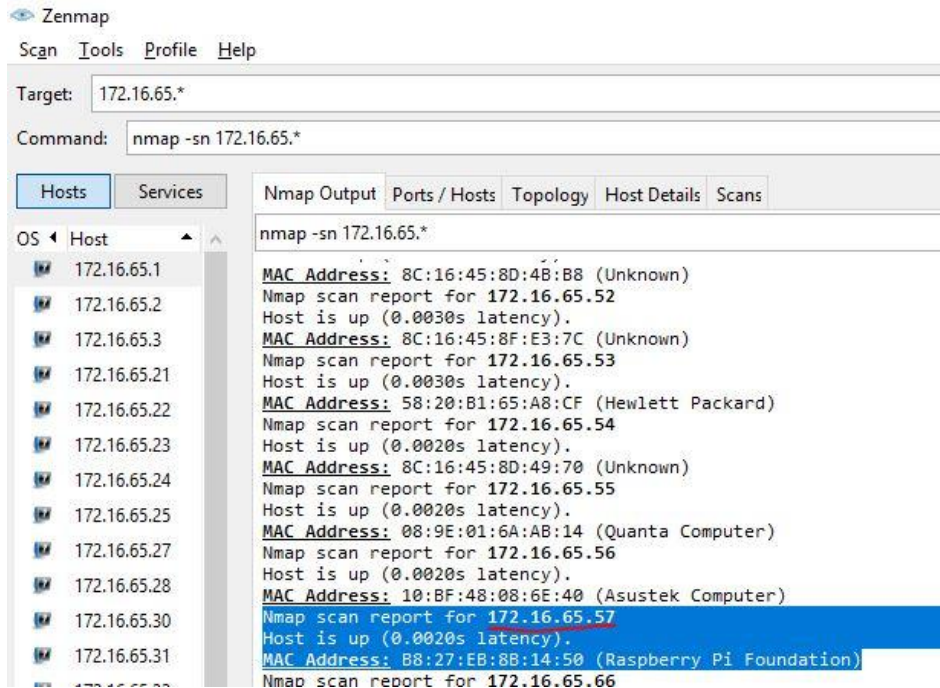 Zenmap
Scan Tools Profile Help
Target: 172.16.65.*
Command: nmap -sn 172.16.65.*
Hosts Services
OS Host
172.16.65.1
172.16.65.2
172.16.65.3
172.16.65.21
172.16.65.22
172.16.65.23
172.16.65.24
172.16.65.25
172.16.65.27
172.16.65.28
172.16.65.30
172.16.65.31
Nmap Output Ports / Hosts Topology Host Details Scans
nmap -sn 172.16.65.*
MAC Address: 8C:16:45:8D:4B:B8 (Unknown)
Nmap scan report for 172.16.65.52
Host is up (0.0030s latency).
MAC Address: 8C:16:45:8F:E3:7C (Unknown)
Nmap scan report for 172.16.65.53
Host is up (0.0030s latency).
MAC Address: 58:20:B1:65:A8:CF (Hewlett Packard)
Nmap scan report for 172.16.65.54
Host is up (0.0020s latency).
MAC Address: 8C:16:45:8D:49:70 (Unknown)
Nmap scan report for 172.16.65.55
Host is up (0.0020s latency).
MAC Address: 08:9E:01:6A:AB:14 (Quanta Computer)
Nmap scan report for 172.16.65.56
Host is up (0.0020s latency).
MAC Address: 10:BF:48:08:6E:40 (Asustek Computer)
Nmap scan report for 172.16.65.57
Host is up (0.0020s latency).
MAC Address: B8:27:EB:8B:14:50 (Raspberry Pi Foundation)
Nmap scan report for 172.16.65.66